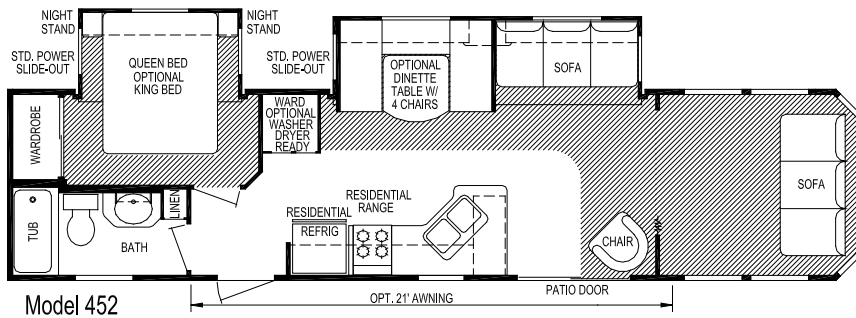 NIGHT
STAND
NIGHT
STAND
STD. POWER
SLIDE-OUT
STD. POWER
SLIDE-OUT
QUEEN BED
OPTIONAL
KING BED
OPTIONAL
DINETTE
TABLE W/
4 CHAIRS
SOFA
WARDROBE
WARD
OPTIONAL
WASHER
DRYER
READY
SOFA
TUB
BATH
LINEN
RESIDENTIAL
REFRIG
RESIDENTIAL
RANGE
CHAIR
PATIO DOOR
OPT. 21' AWNING
Model 452